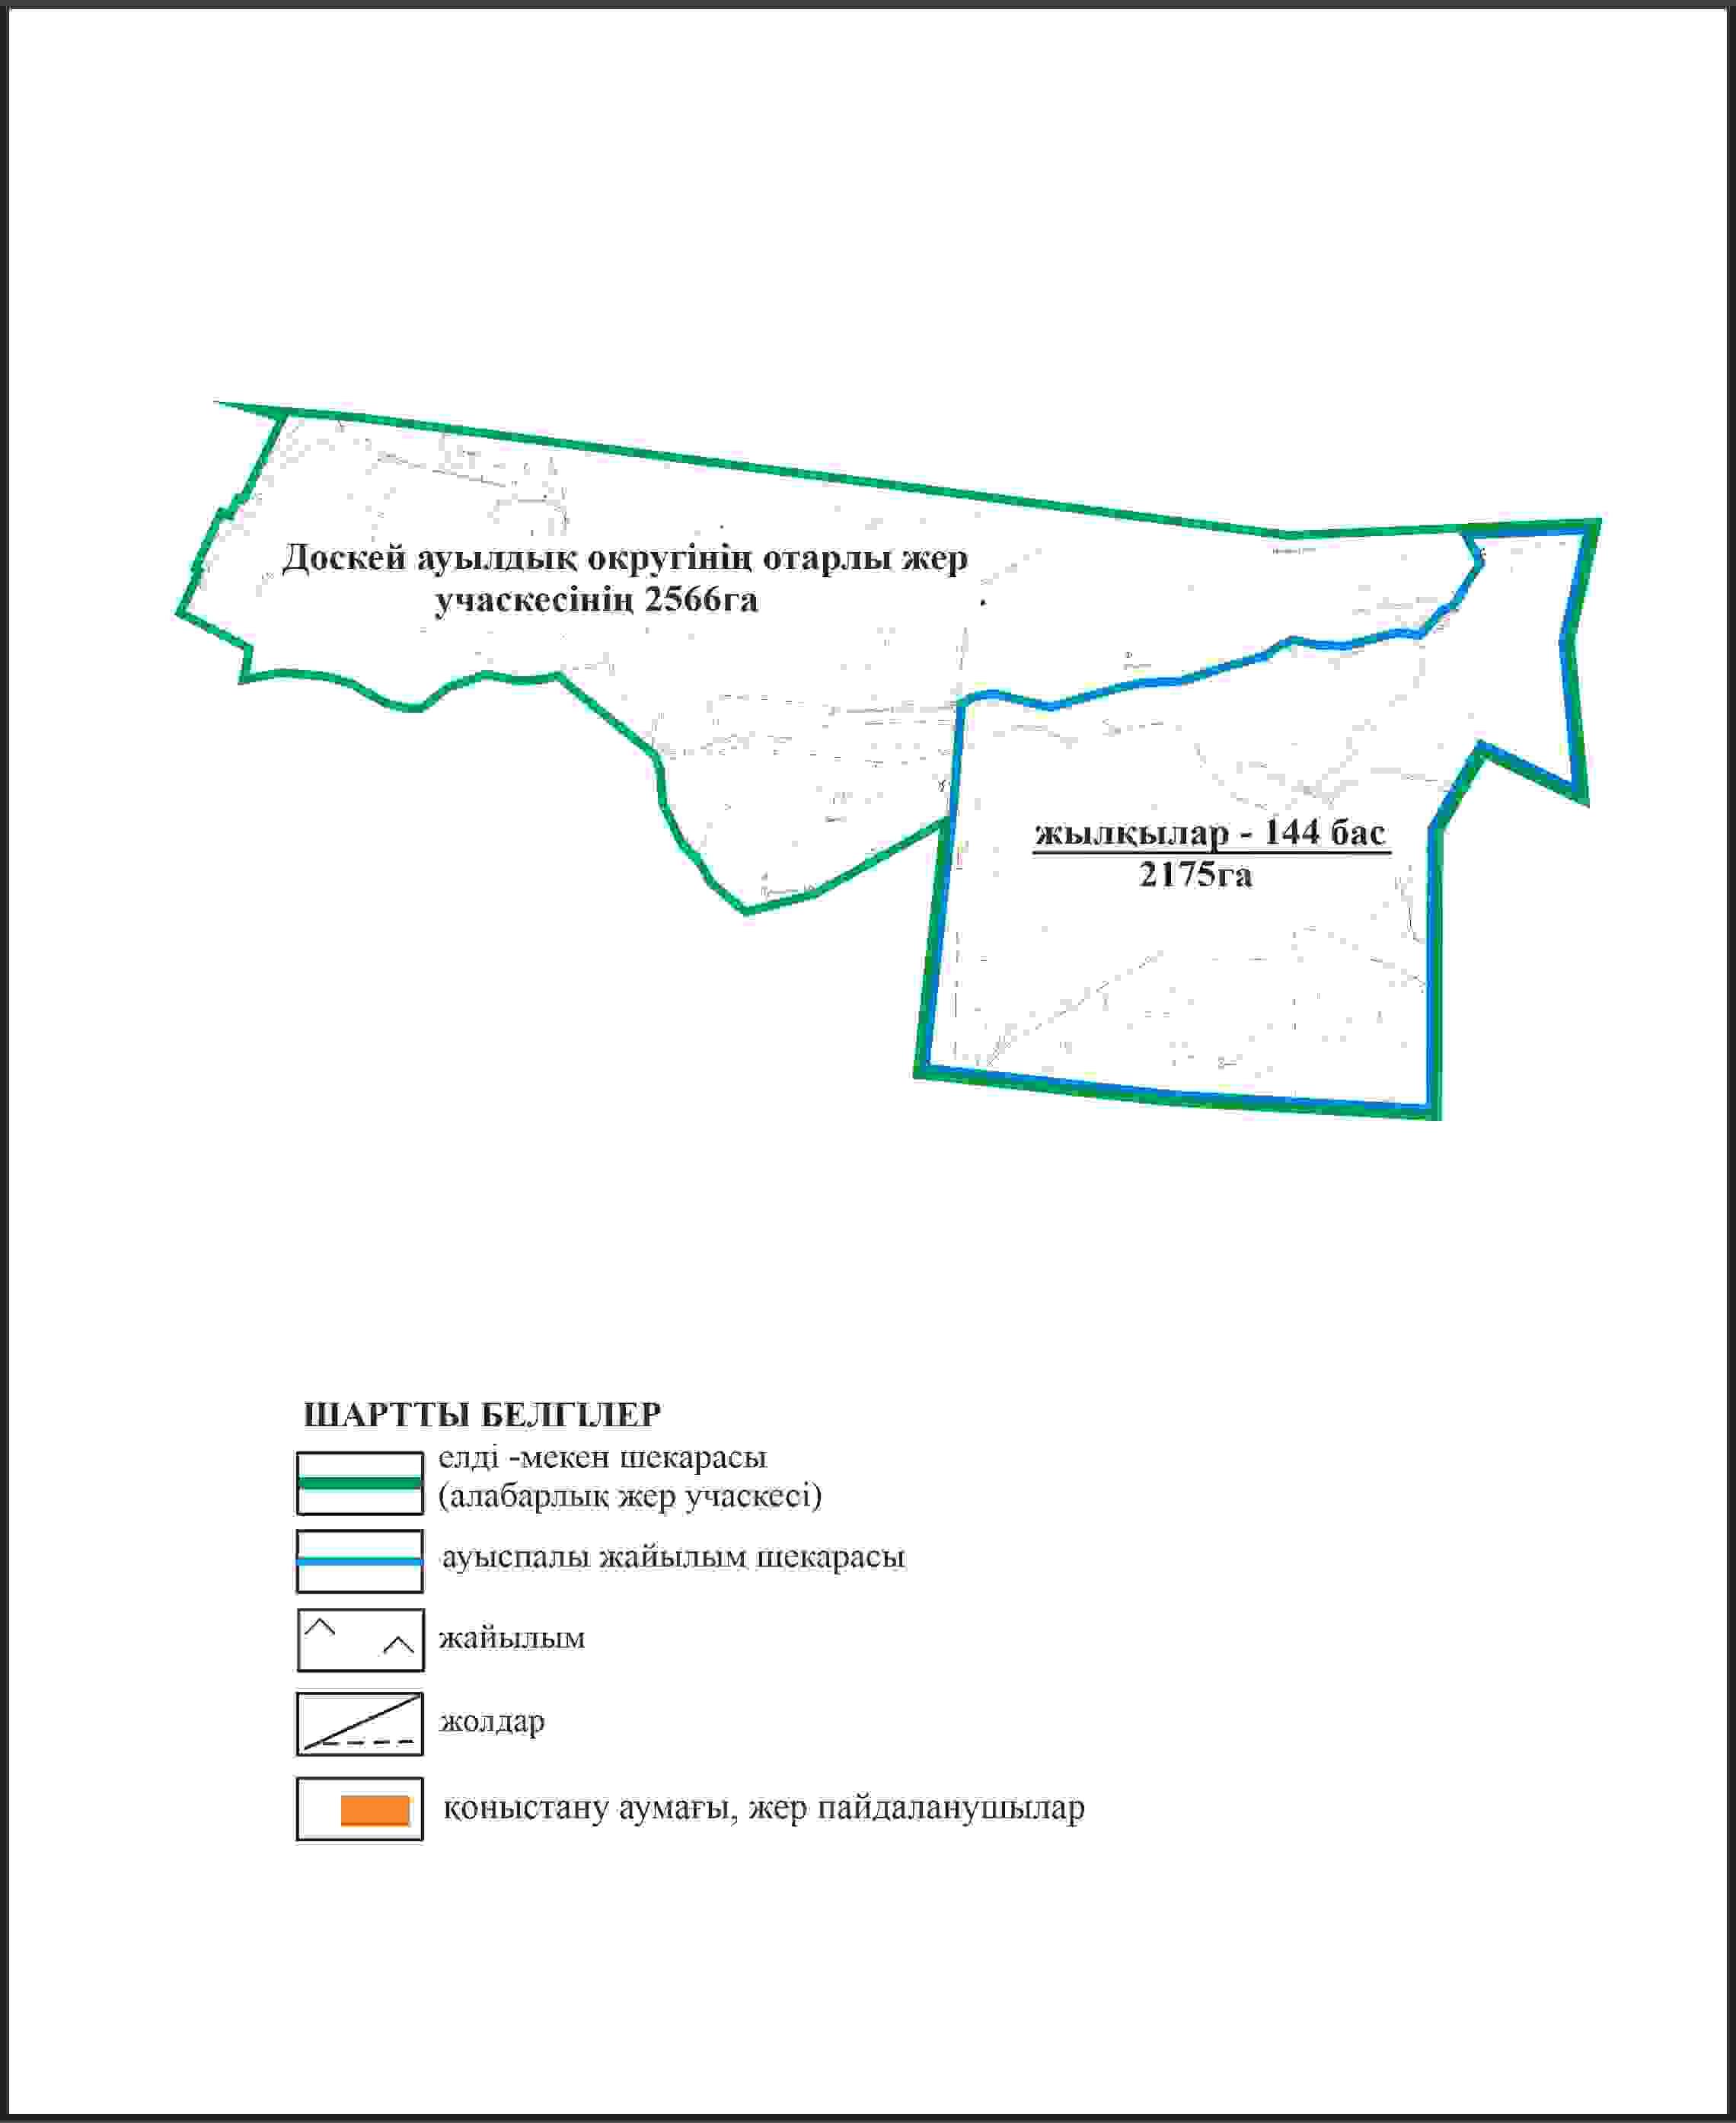 Доскей ауылдық округінің отарлы жер
учаскесінің 2566га
жылқылар - 144 бас
2175га
ШАРТТЫ БЕЛГІЛЕР
елді -мекен шекарасы
(алабарлық жер учаскесі)
ауыспалы жайылым шекарасы
жайылым
жолдар
қоныстану аумағы, жер пайдаланушылар